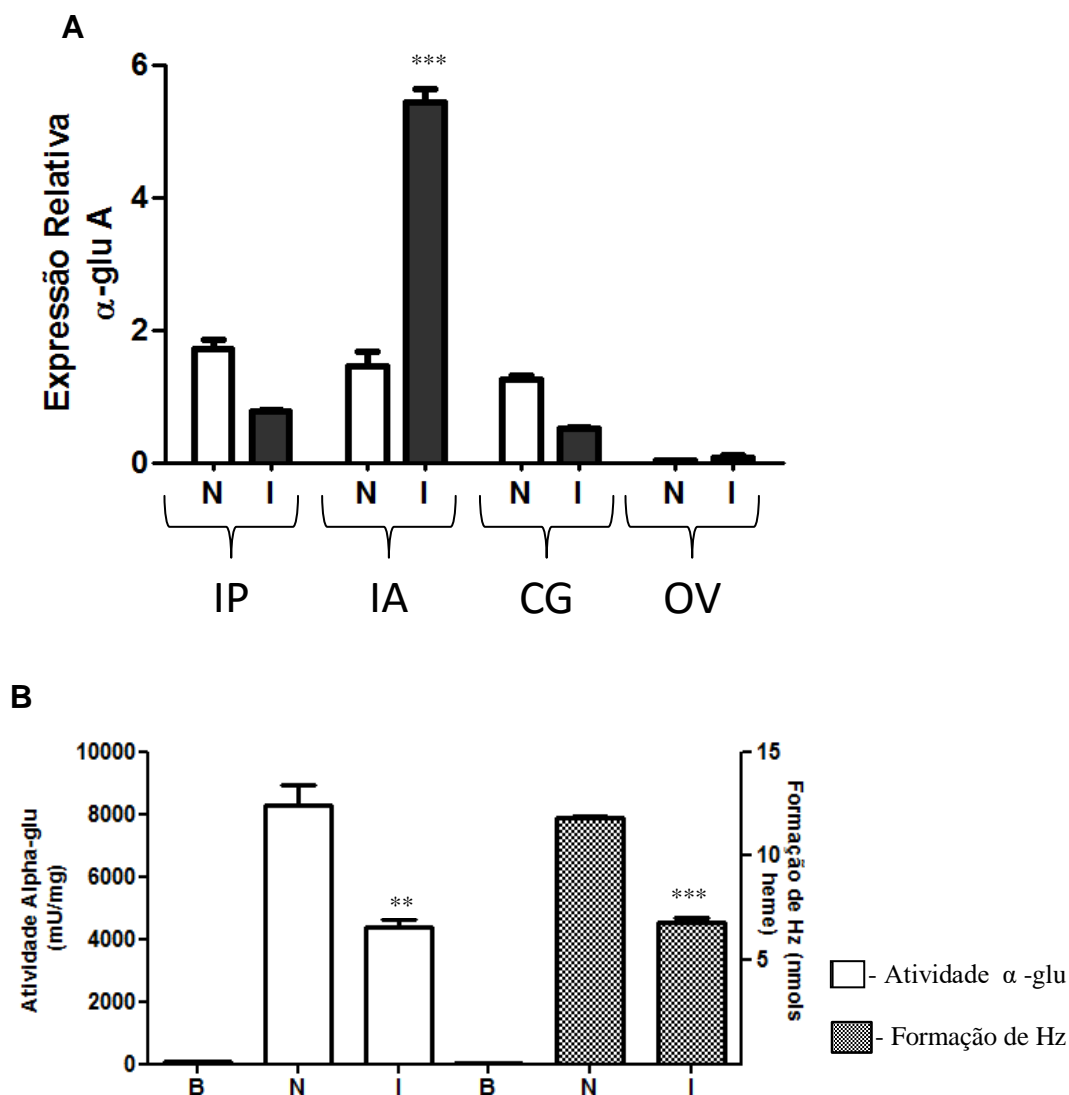 A
***
6
4
2
0
Expressão Relativa
α-glu A
N I N I N I N I
IP IA CG OV
B
10000
8000
6000
4000
2000
0
Atividade Alpha-glu
(mU/mg)
**
***
15
10
5
Formação de Hz (nmols
heme)
B N I B N I
- Atividade α -glu
- Formação de Hz